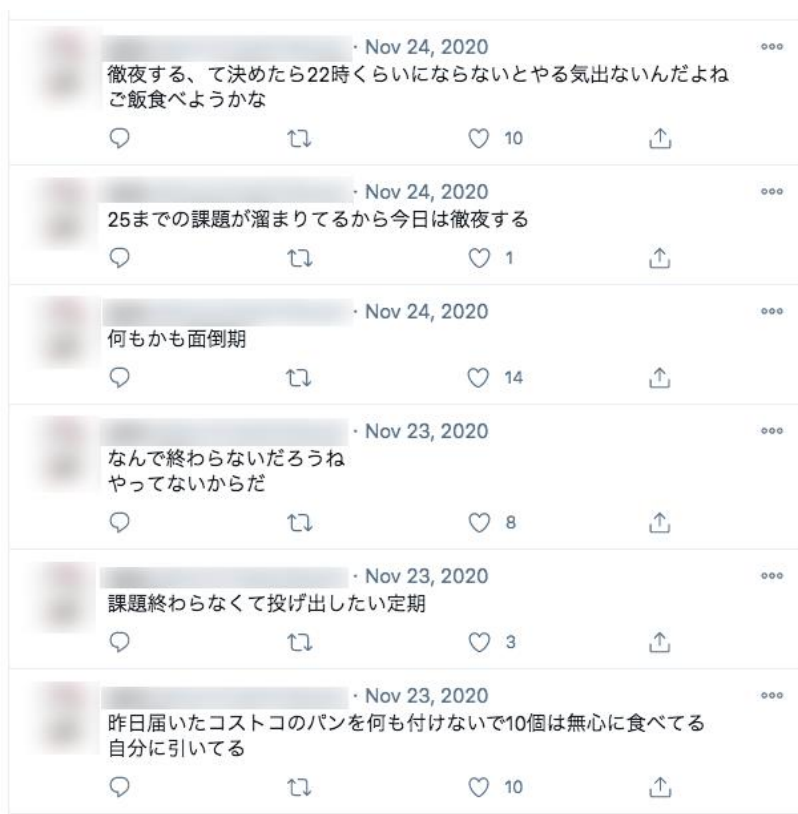 · Nov 24, 2020
徹夜する、て決めたら22時くらいにならないとやる気出ないんだよね
ご飯食べようかな
10
· Nov 24, 2020
25までの課題が溜まりてるから今日は徹夜する
1
· Nov 24, 2020
何もかも面倒期
14
· Nov 23, 2020
なんで終わらないだろうね
やってないからだ
8
· Nov 23, 2020
課題終わらなくて投げ出したい定期
3
· Nov 23, 2020
昨日届いたコストコのパンを何も付けないで10個は無心に食べてる
自分に引いてる
10